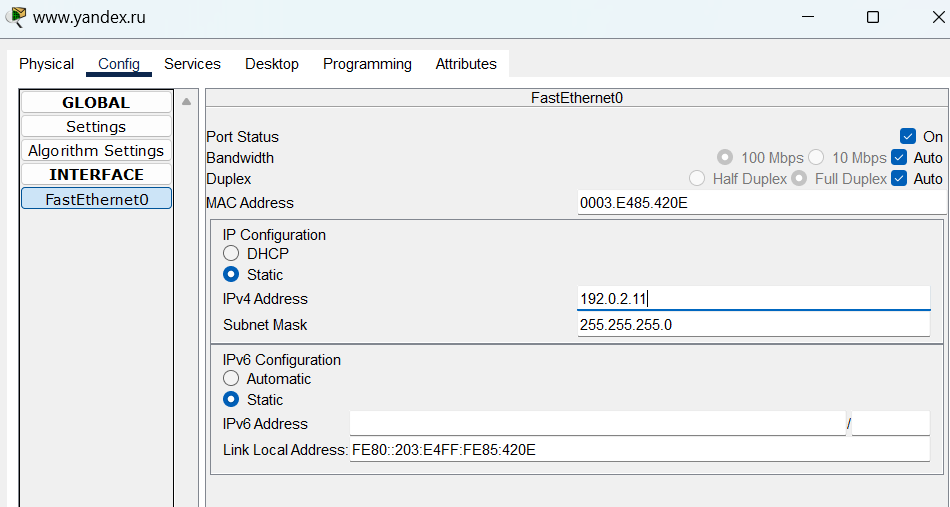 www.yandex.ru
Physical Config Services Desktop Programming Attributes
GLOBAL
Settings
Algorithm Settings
INTERFACE
FastEthernet0
FastEthernet0
Port Status On
Bandwidth 100 Mbps 10 Mbps Auto
Duplex Half Duplex Full Duplex Auto
MAC Address 0003.E485.420E
IP Configuration
DHCP
Static
IPv4 Address 192.0.2.11
Subnet Mask 255.255.255.0
IPv6 Configuration
Automatic
Static
IPv6 Address /
Link Local Address: FE80::203:E4FF:FE85:420E